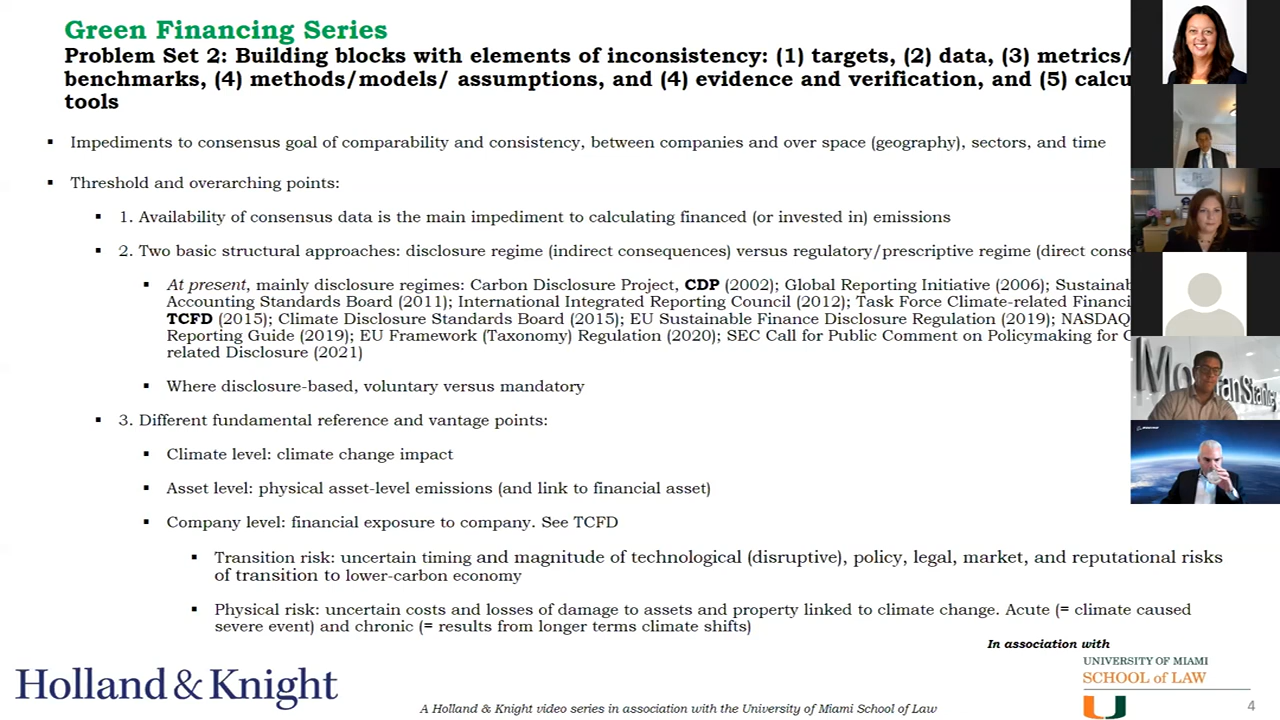 Green Financing Series
Problem Set 2: Building blocks with elements of inconsistency: (1) targets, (2) data, (3) metrics/
benchmarks, (4) methods/models/ assumptions, and (4) evidence and verification, and (5) calcu
tools
▪ Impediments to consensus goal of comparability and consistency, between companies and over space (geography), sectors, and time
▪ Threshold and overarching points:
▪ 1. Availability of consensus data is the main impediment to calculating financed (or invested in) emissions
▪ 2. Two basic structural approaches: disclosure regime (indirect consequences) versus regulatory/prescriptive regime (direct conse
▪ At present, mainly disclosure regimes: Carbon Disclosure Project, CDP (2002); Global Reporting Initiative (2006); Sustainab
Accounting Standards Board (2011); International Integrated Reporting Council (2012); Task Force Climate-related Financi
TCFD (2015); Climate Disclosure Standards Board (2015); EU Sustainable Finance Disclosure Regulation (2019); NASDAQ
Reporting Guide (2019); EU Framework (Taxonomy) Regulation (2020); SEC Call for Public Comment on Policymaking for C
related Disclosure (2021)
▪ Where disclosure-based, voluntary versus mandatory
▪ 3. Different fundamental reference and vantage points:
▪ Climate level: climate change impact
▪ Asset level: physical asset-level emissions (and link to financial asset)
▪ Company level: financial exposure to company. See TCFD
▪ Transition risk: uncertain timing and magnitude of technological (disruptive), policy, legal, market, and reputational risks
of transition to lower-carbon economy
▪ Physical risk: uncertain costs and losses of damage to assets and property linked to climate change. Acute (= climate caused
severe event) and chronic (= results from longer terms climate shifts)
In association with
UNIVERSITY OF MIAMI
SCHOOL of LAW
Holland & Knight
A Holland & Knight video series in association with the University of Miami School of Law
4